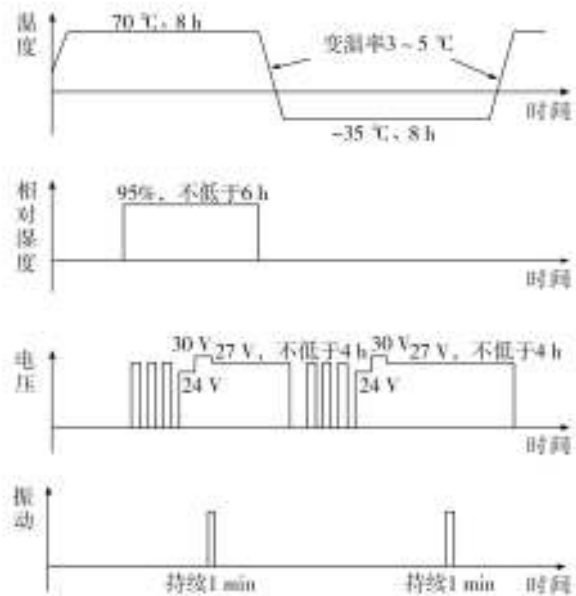 温度
70 ℃、8 h
变温率3~5 ℃
-35 ℃、8 h
时间
相对湿度
95%，不低于6 h
时间
电压
30 V
27 V，不低于4 h
24 V
30 V
27 V，不低于4 h
24 V
时间
振动
持续1 min
持续1 min
时间